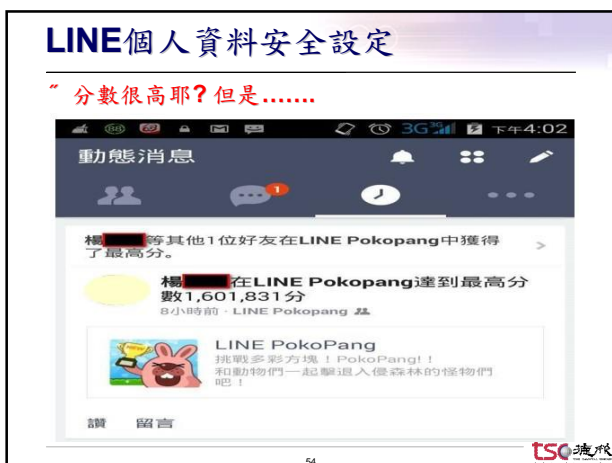 LINE個人資料安全設定
" 分數很高耶?但是.......
3G 3G 下午4:02
動態消息
1
楊 等其他1位好友在LINE Pokopang中獲得
了最高分。
楊 在LINE Pokopang達到最高分
數1,601,831分
8小時前 · LINE Pokopang
LINE PokoPang
挑戰多彩方塊!PokoPang!!
和動物們一起擊退入侵森林的怪物們
吧!
讚 留言
54
tsc